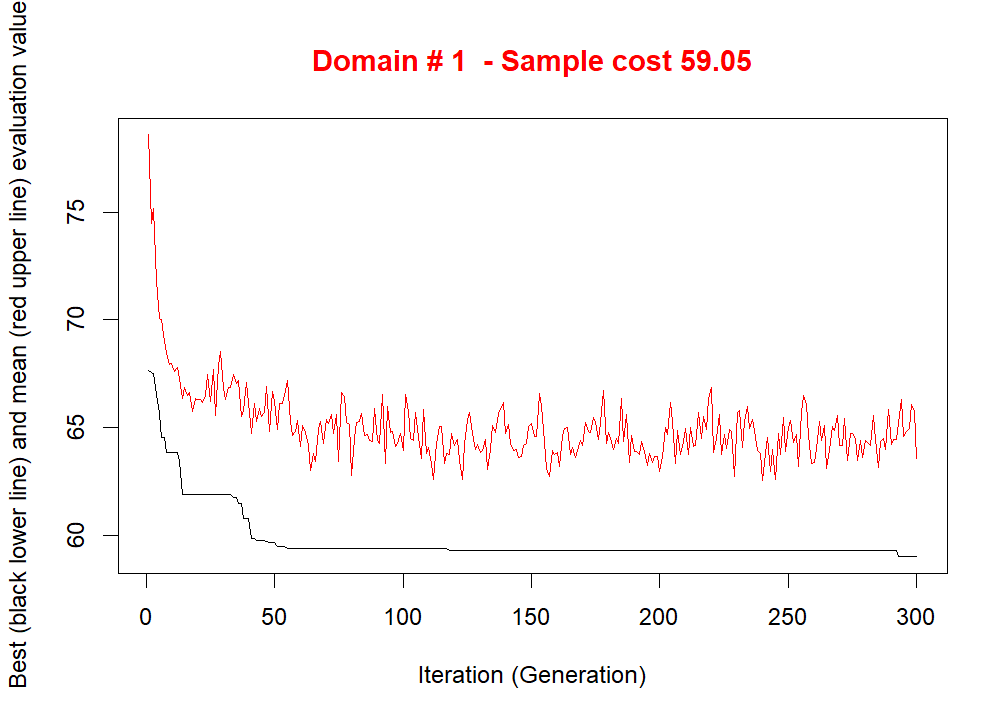 Domain # 1  - Sample cost 59.05
Best (black lower line) and mean (red upper line) evaluation value
75
70
65
60
0 50 100 150 200 250 300
Iteration (Generation)